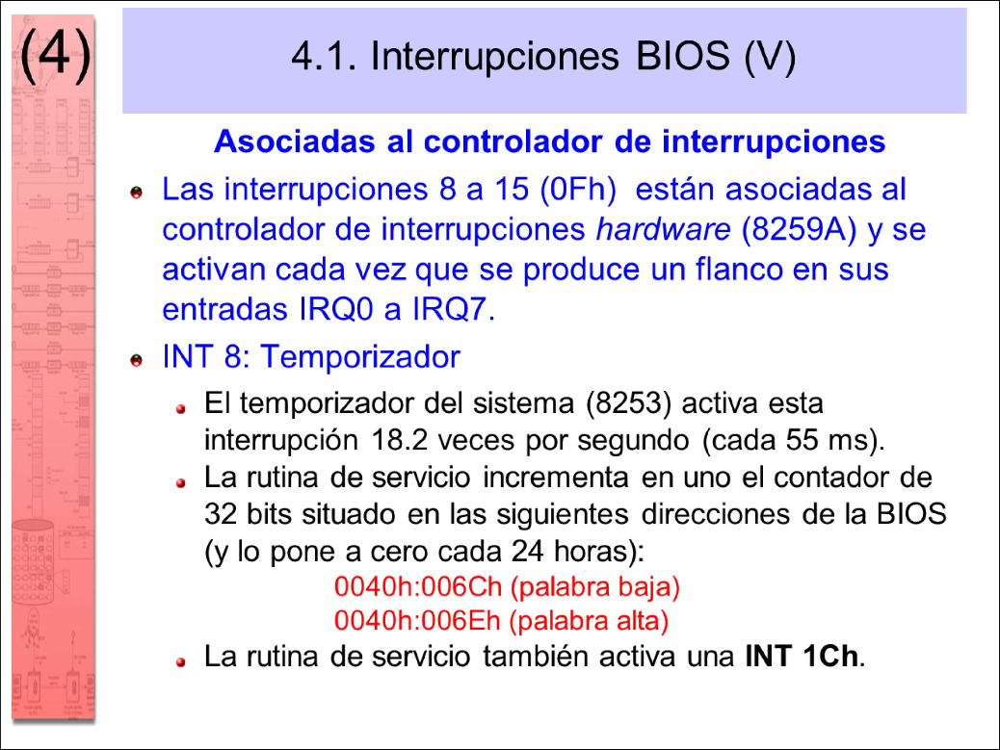 (4)
4.1. Interrupciones BIOS (V)
Asociadas al controlador de interrupciones
Las interrupciones 8 a 15 (0Fh) están asociadas al
controlador de interrupciones hardware (8259A) y se
activan cada vez que se produce un flanco en sus
entradas IRQ0 a IRQ7.
INT 8: Temporizador
El temporizador del sistema (8253) activa esta
interrupción 18.2 veces por segundo (cada 55 ms).
La rutina de servicio incrementa en uno el contador de
32 bits situado en las siguientes direcciones de la BIOS
(y lo pone a cero cada 24 horas):
0040h:006Ch (palabra baja)
0040h:006Eh (palabra alta)
La rutina de servicio también activa una INT 1Ch.